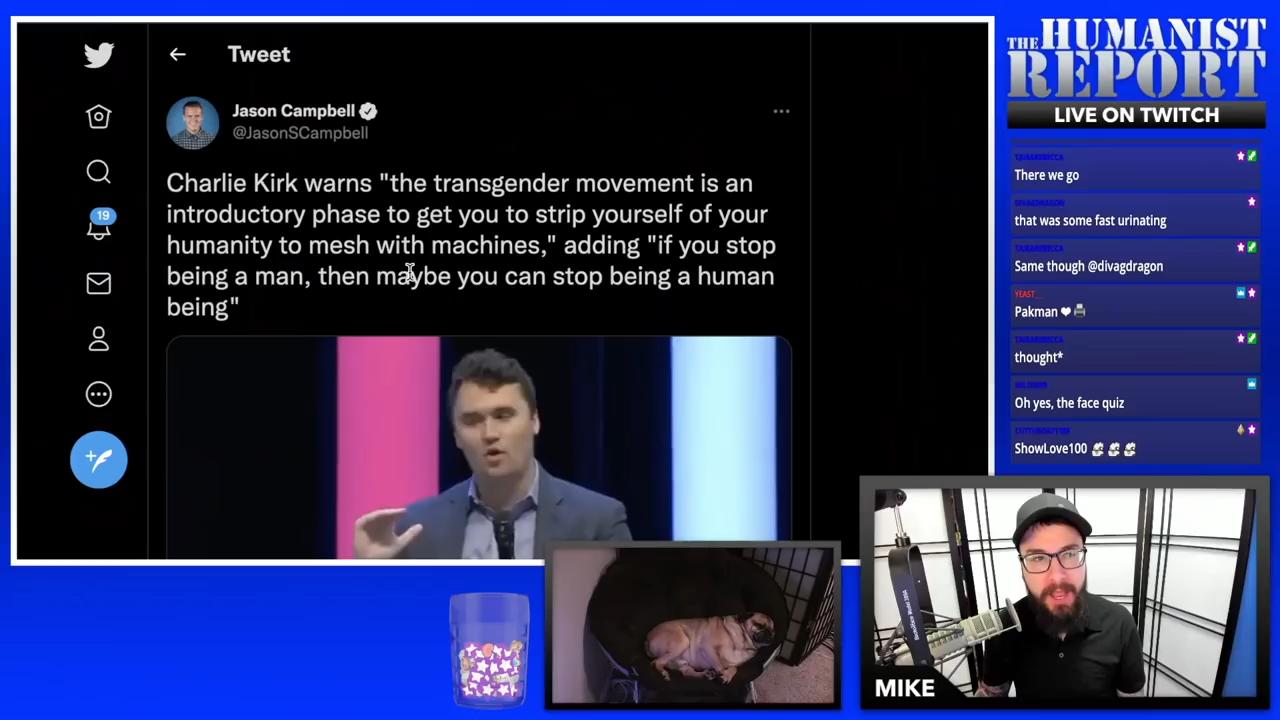 Tweet
Jason Campbell
@JasonSCampbell
Charlie Kirk warns "the transgender movement is an
introductory phase to get you to strip yourself of your
humanity to mesh with machines," adding "if you stop
being a man, then maybe you can stop being a human
being"
19
THE HUMANIST
REPORT
LIVE ON TWITCH
There we go
DIVAGDRAGON
that was some fast urinating
Same though @divagdragon
YEAST__
Pakman ❤ 🖨
thought*
Oh yes, the face quiz
ShowLove100
MIKE